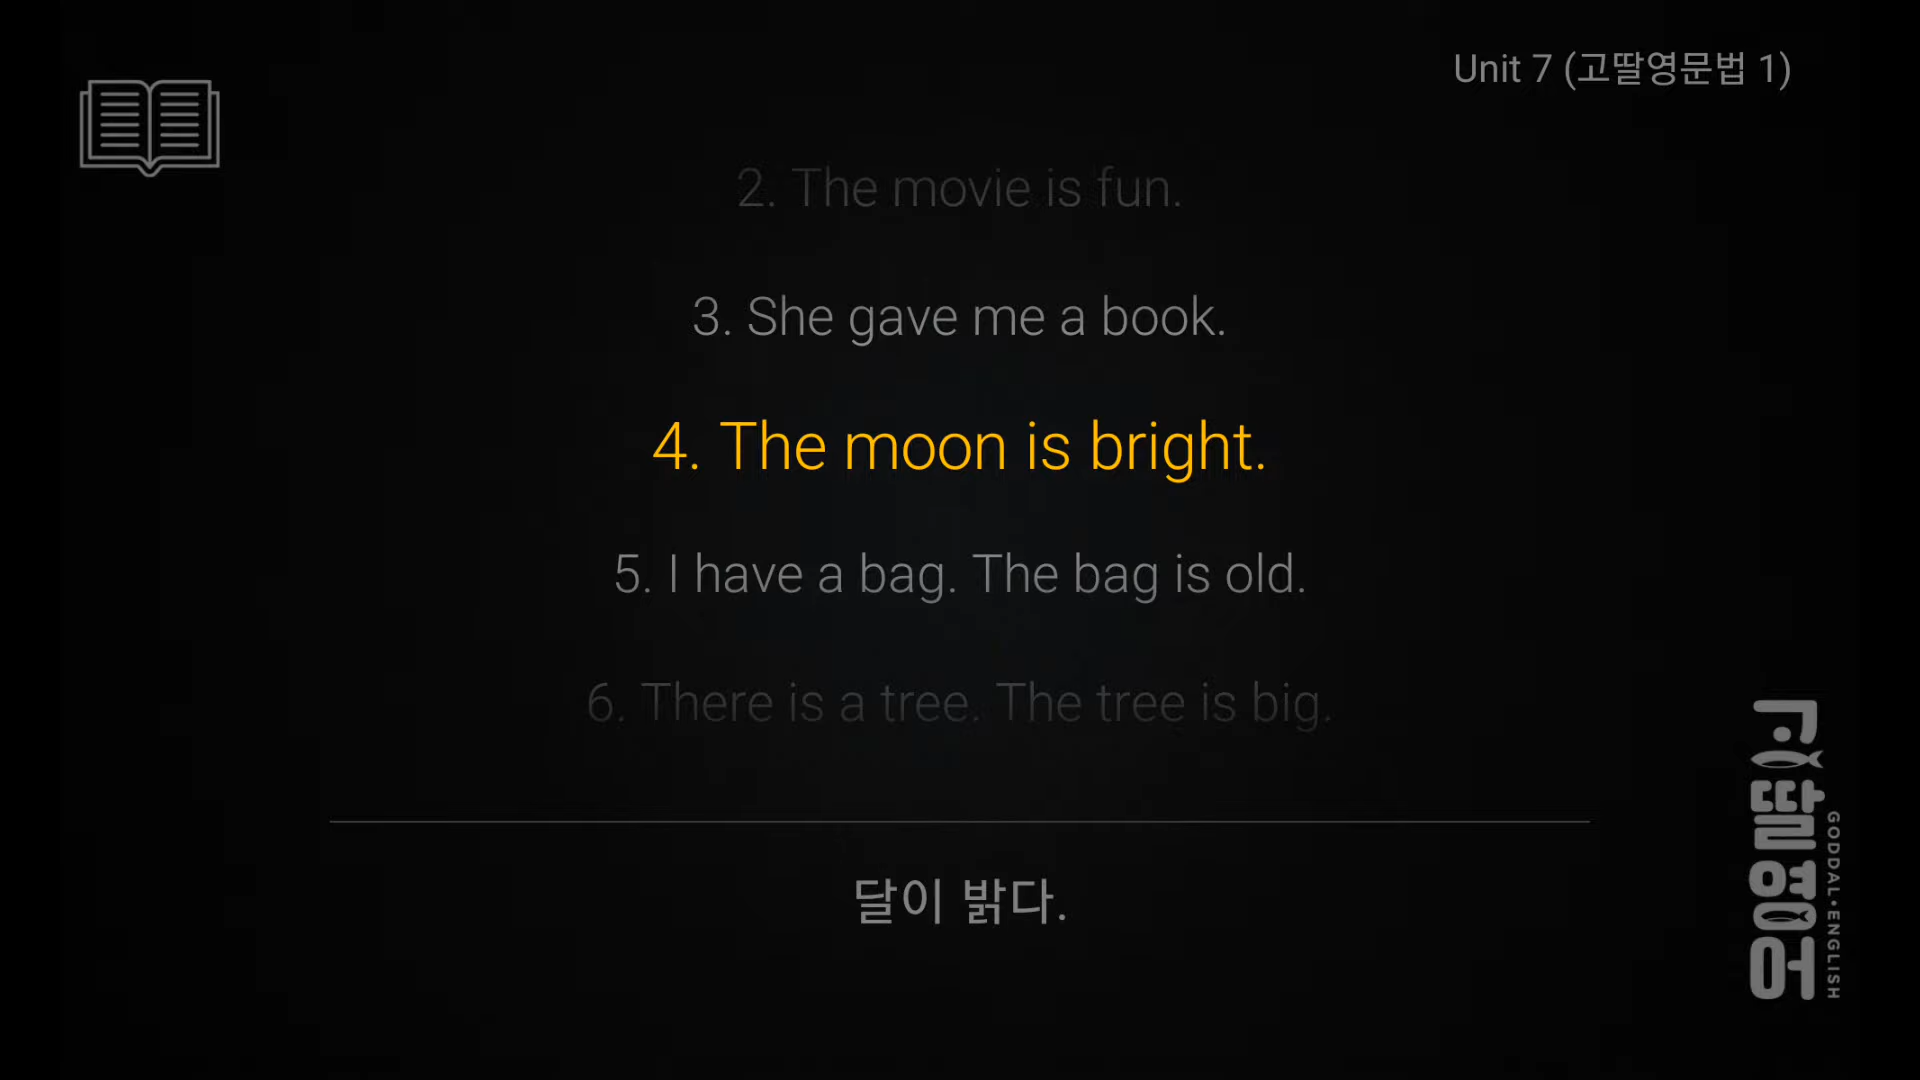 Unit 7 (고딸영문법 1)
2. The movie is fun.
3. She gave me a book.
4. The moon is bright.
5. I have a bag. The bag is old.
6. There is a tree. The tree is big.
달이 밝다.
고딸영어
GODDAL•ENGLISH